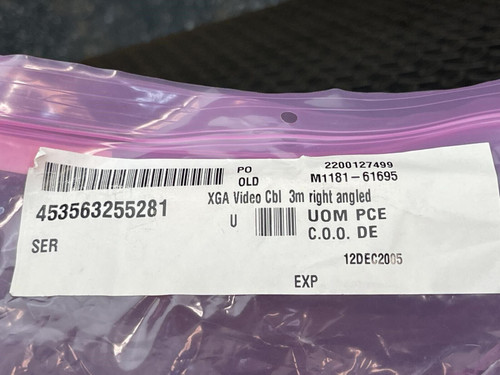 PO 2200127499
OLD M1181-61695
453563255281
XGA Video Cbl 3m right angled
U UOM PCE
SER
C.O.O. DE
12DEC2005
EXP